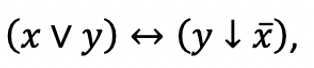 (x ∨ y) ↔ (y ↓ x̄),